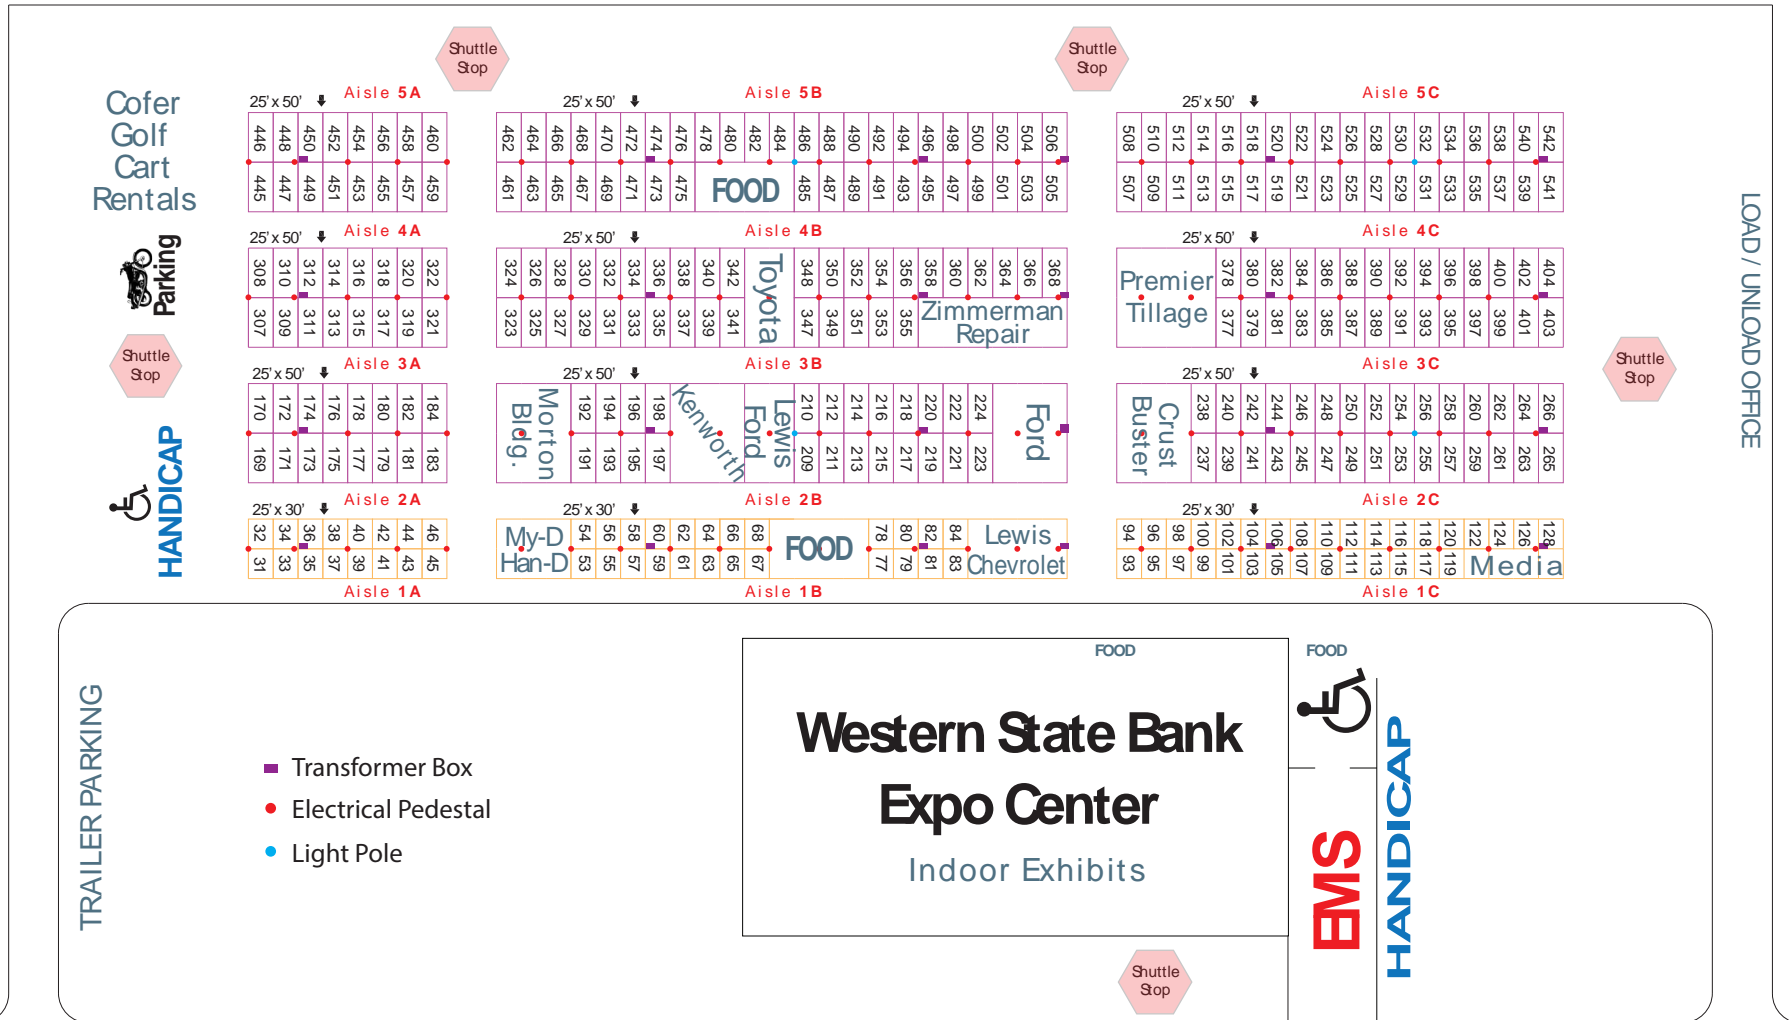 Shuttle
Stop
Shuttle
Stop
Cofer
Golf
Cart
Rentals
25' x 50'
Aisle 5A
25' x 50'
Aisle 5B
25' x 50'
Aisle 5C
446 448 450 452 454 456 458 460
462 464 466 468 470 472 474 476 478 480 482 484 486 488 490 492 494 496 498 500 502 504 506
508 510 512 514 516 518 520 522 524 526 528 530 532 534 536 538 540 542
445 447 449 451 453 455 457 459
461 463 465 467 469 471 473 475 FOOD 485 487 489 491 493 495 497 499 501 503 505
507 509 511 513 515 517 519 521 523 525 527 529 531 533 535 537 539 541
Parking
25' x 50'
Aisle 4A
25' x 50'
Aisle 4B
25' x 50'
Aisle 4C
308 310 312 314 316 318 320 322
324 326 328 330 332 334 336 338 340 342 Toyota 348 350 352 354 356 358 360 362 364 366 368
Premier
Tillage
378 380 382 384 386 388 390 392 394 396 398 400 402 404
307 309 311 313 315 317 319 321
323 325 327 329 331 333 335 337 339 341 347 349 351 353 355
Zimmerman
Repair
377 379 381 383 385 387 389 391 393 395 397 399 401 403
Shuttle
Stop
Shuttle
Stop
LOAD / UNLOAD OFFICE
25' x 50'
Aisle 3A
25' x 50'
Aisle 3B
25' x 50'
Aisle 3C
170 172 174 176 178 180 182 184
Morton
Bldg.
192 194 196 198
Kenworth
Lewis
Ford
210 212 214 216 218 220 222 224
Ford
Crust
Buster
238 240 242 244 246 248 250 252 254 256 258 260 262 264 266
169 171 173 175 177 179 181 183
191 193 195 197
209 211 213 215 217 219 221 223
237 239 241 243 245 247 249 251 253 255 257 259 261 263 265
HANDICAP
25' x 30'
Aisle 2A
25' x 30'
Aisle 2B
25' x 30'
Aisle 2C
32 34 36 38 40 42 44 46
My-D
Han-D
54 56 58 60 62 64 66 68 FOOD 78 80 82 84
Lewis
Chevrolet
94 96 98 100 102 104 106 108 110 112 114 116 118 120 122 124 126 128
31 33 35 37 39 41 43 45
53 55 57 59 61 63 65 67 77 79 81 83
93 95 97 99 101 103 105 107 109 111 113 115 117 119 Media
Aisle 1A
Aisle 1B
Aisle 1C
TRAILER PARKING
Transformer Box
Electrical Pedestal
Light Pole
FOOD
FOOD
Western State Bank
Expo Center
Indoor Exhibits
EMS
HANDICAP
Shuttle
Stop